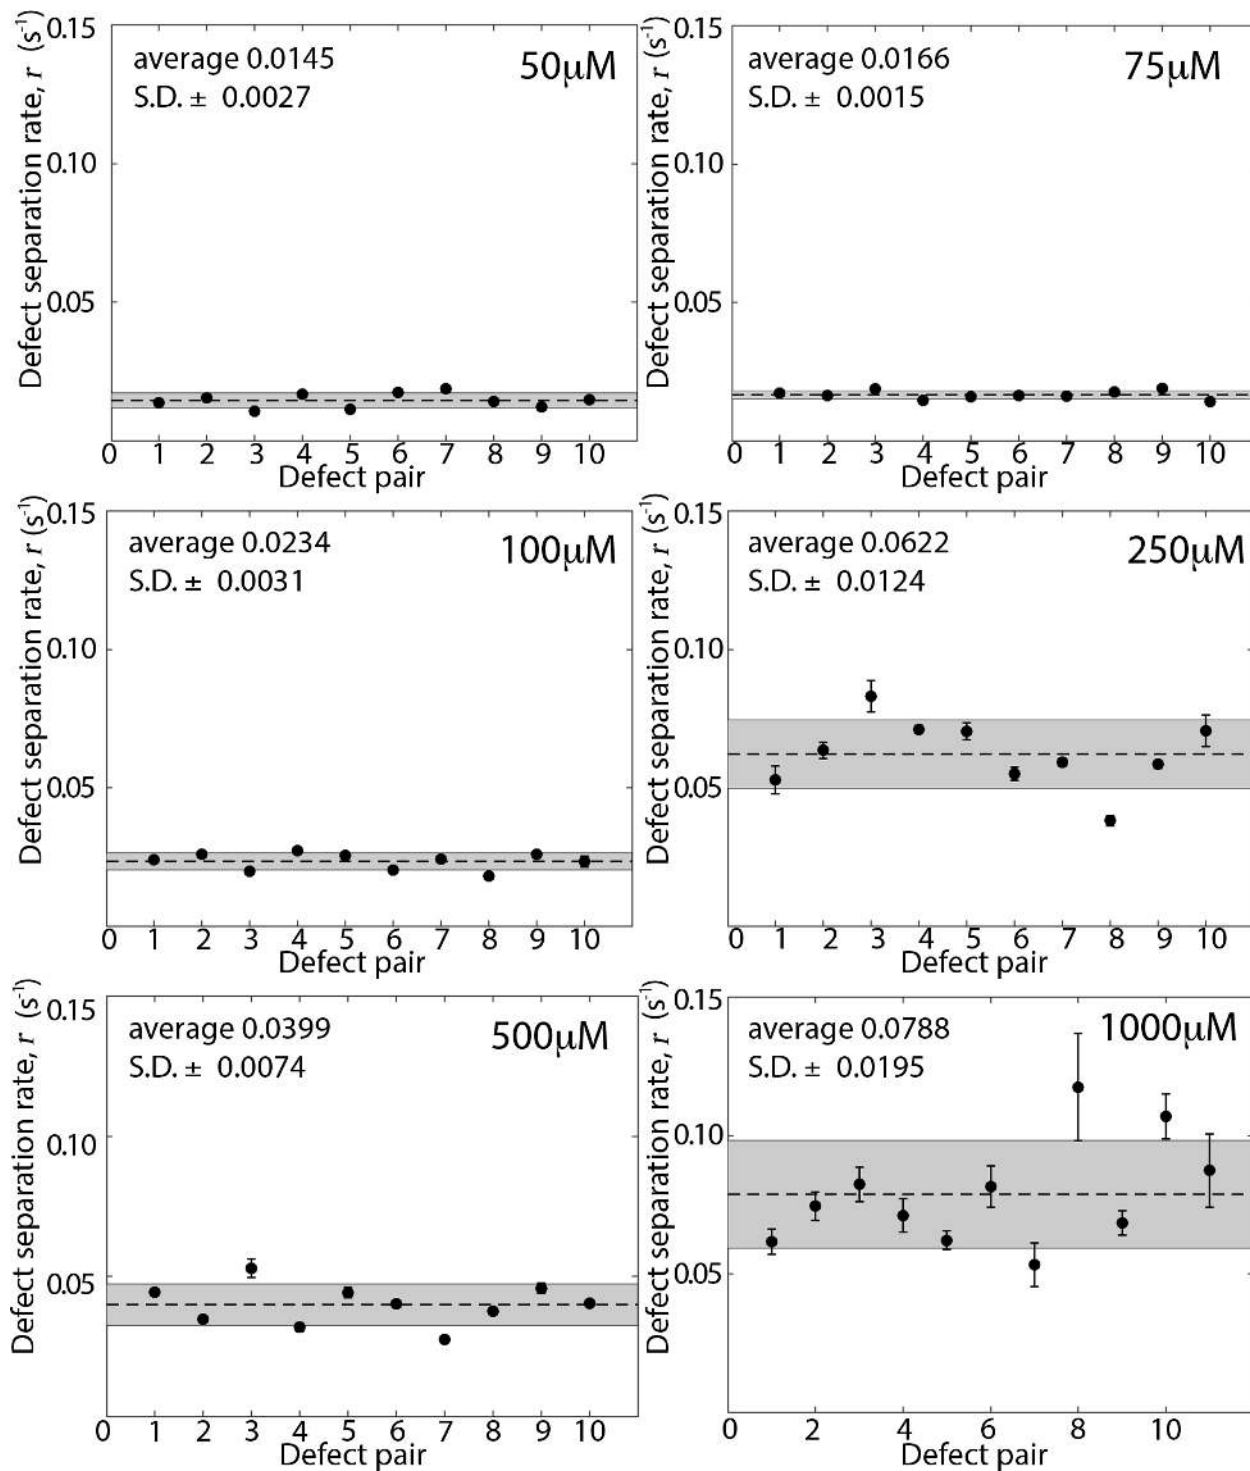 0.15
0.10
0.05
Defect separation rate, r (s⁻¹)
average 0.0145
S.D. ± 0.0027
50μM
0 1 2 3 4 5 6 7 8 9 10
Defect pair
0.15
0.10
0.05
Defect separation rate, r (s⁻¹)
average 0.0166
S.D. ± 0.0015
75μM
0 1 2 3 4 5 6 7 8 9 10
Defect pair
0.15
0.10
0.05
Defect separation rate, r (s⁻¹)
average 0.0234
S.D. ± 0.0031
100μM
0 1 2 3 4 5 6 7 8 9 10
Defect pair
0.15
0.10
0.05
Defect separation rate, r (s⁻¹)
average 0.0622
S.D. ± 0.0124
250μM
0 1 2 3 4 5 6 7 8 9 10
Defect pair
0.15
0.10
0.05
Defect separation rate, r (s⁻¹)
average 0.0399
S.D. ± 0.0074
500μM
0 1 2 3 4 5 6 7 8 9 10
Defect pair
0.15
0.10
0.05
Defect separation rate, r (s⁻¹)
average 0.0788
S.D. ± 0.0195
1000μM
0 2 4 6 8 10
Defect pair